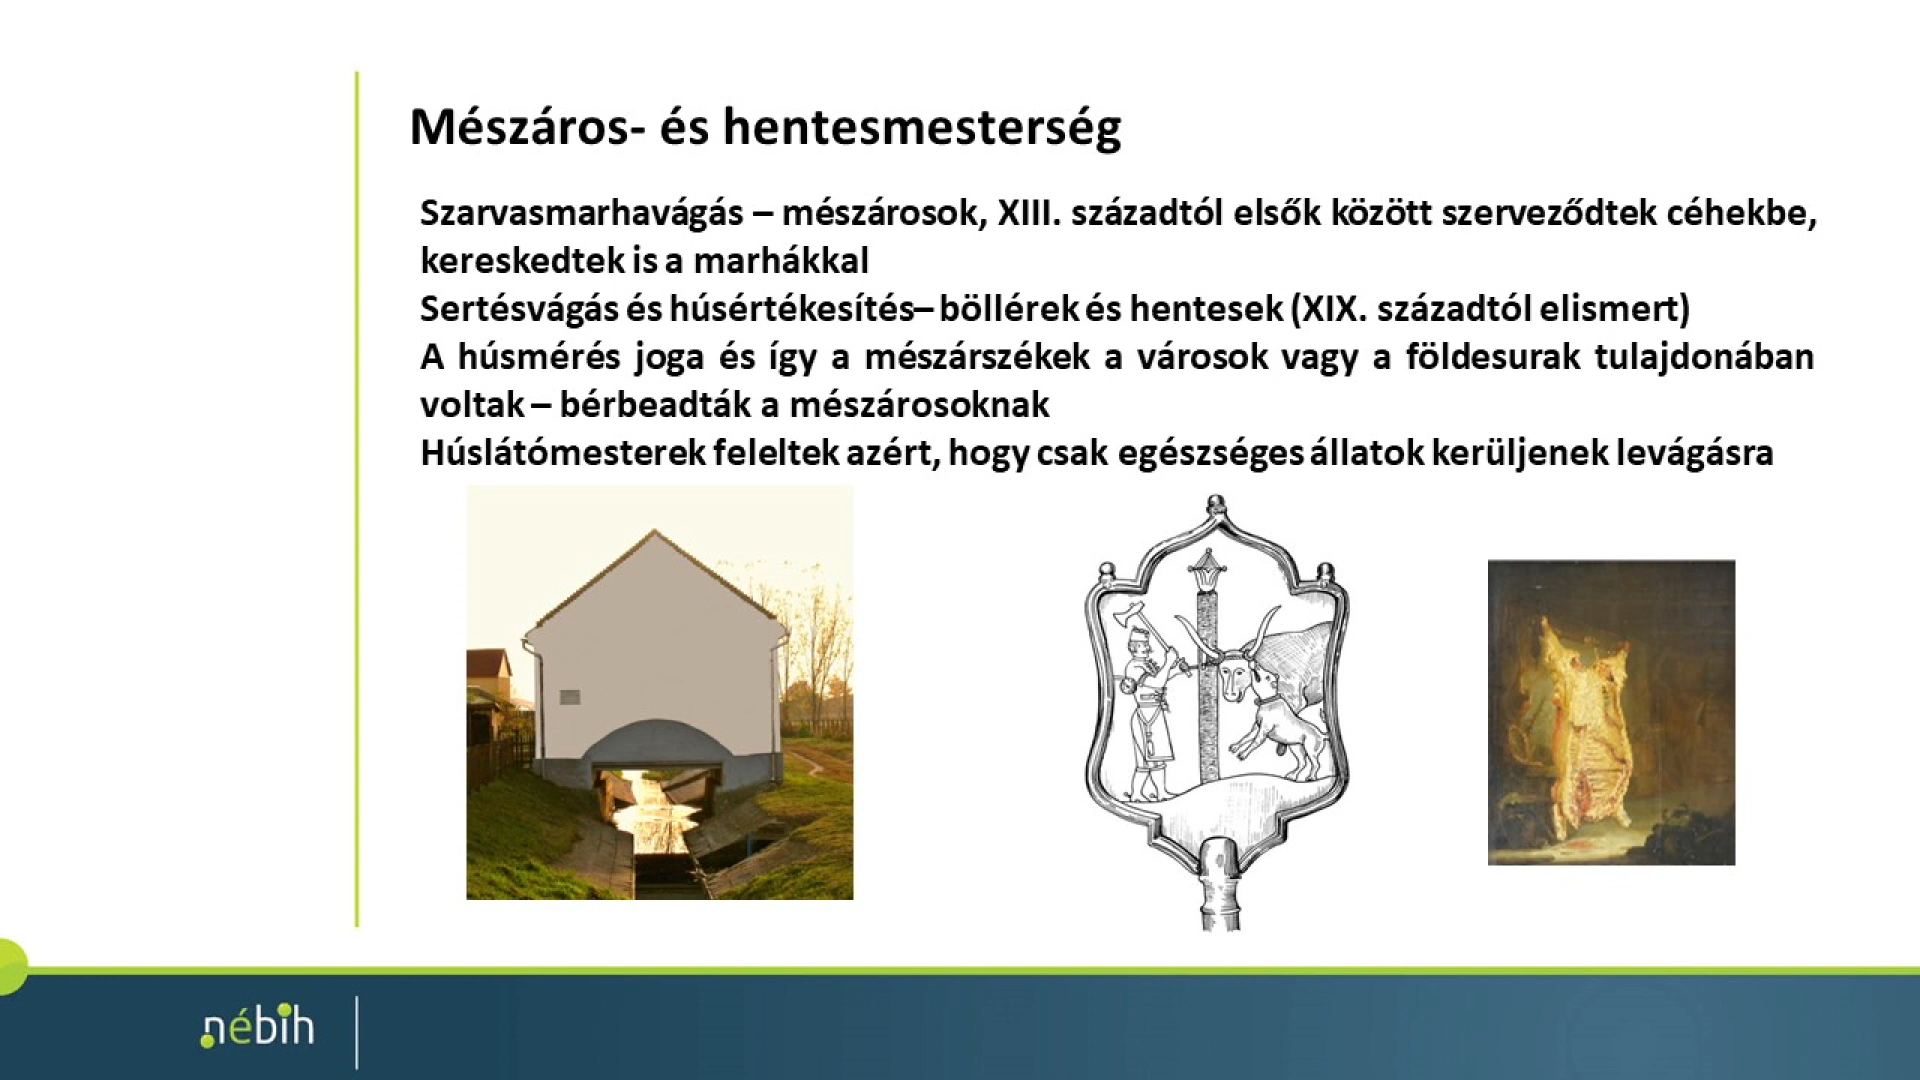 Mészáros- és hentesmesterség
Szarvasmarhavágás – mészárosok, XIII. századtól elsők között szerveződtek céhekbe,
kereskedtek is a marhákkal
Sertésvágás és húsértékesítés– böllérek és hentesek (XIX. századtól elismert)
A húsmérés joga és így a mészárszékek a városok vagy a földesurak tulajdonában
voltak – bérbeadták a mészárosoknak
Húslátómesterek feleltek azért, hogy csak egészséges állatok kerüljenek levágásra
nébih